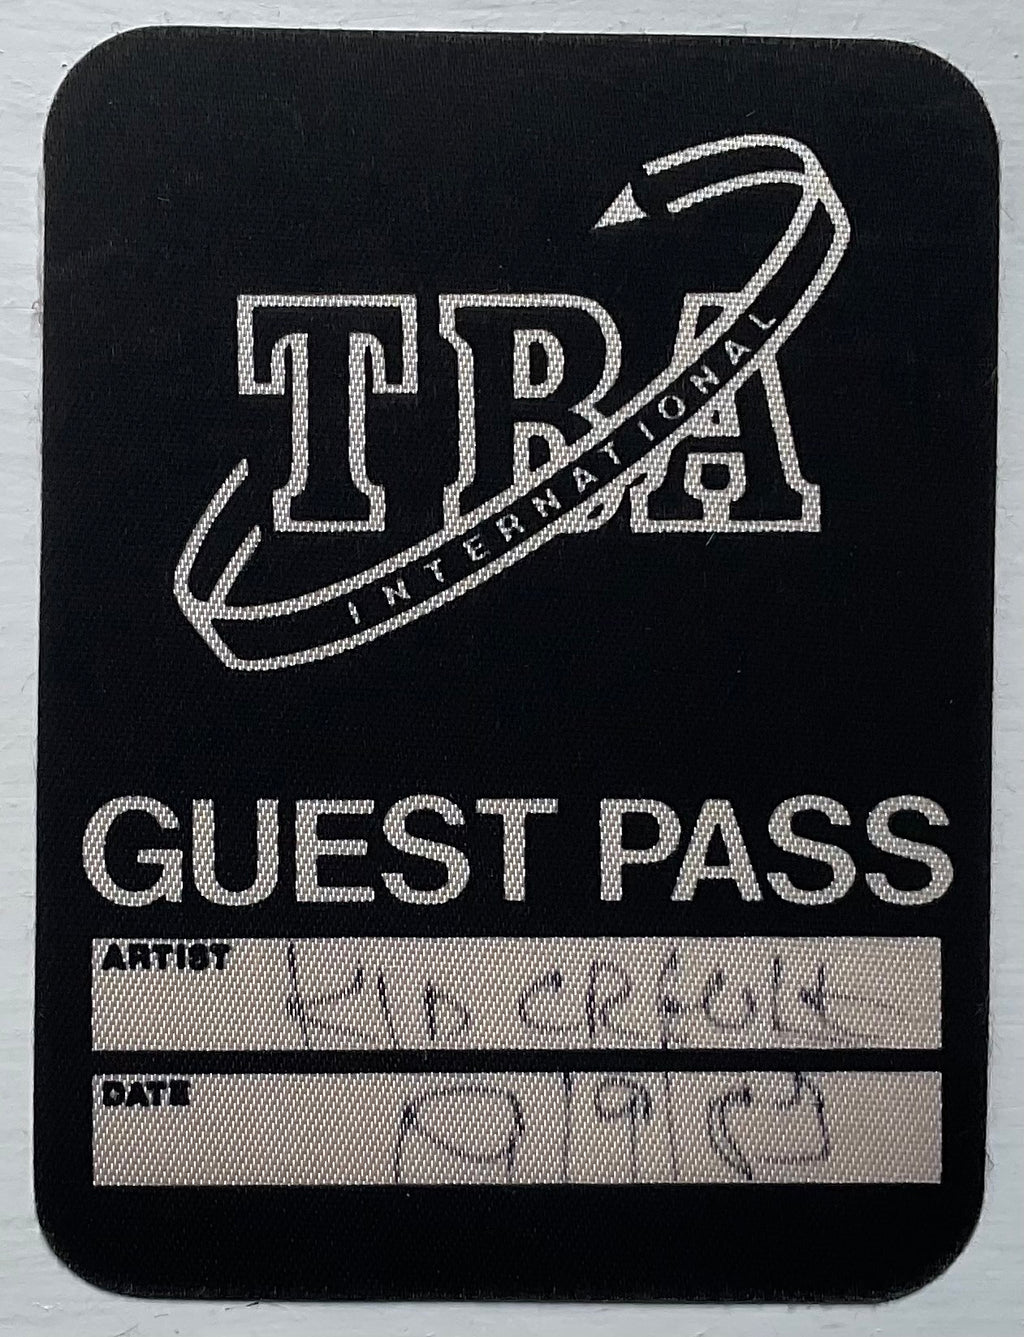 TBA
INTERNATIONAL
GUEST PASS
ARTIST KID CREOLE
DATE